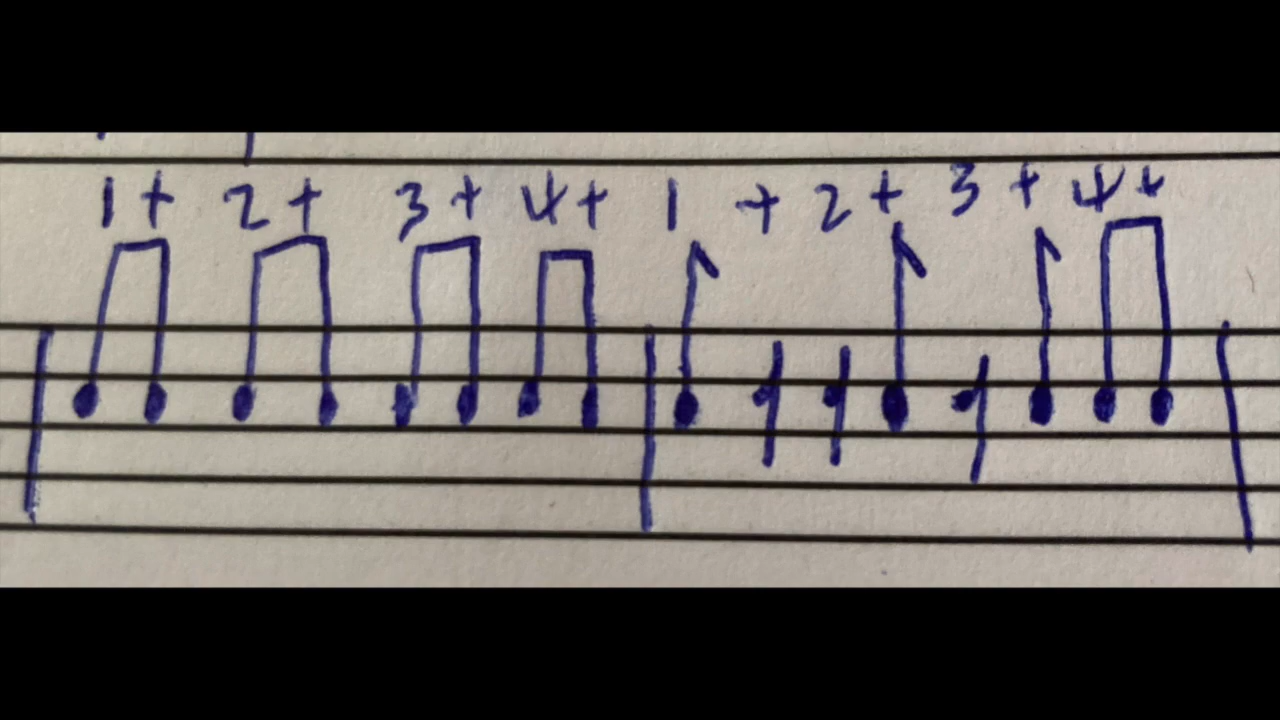 1 + 2 + 3 + 4 + 1 + 2 + 3 + 4 +